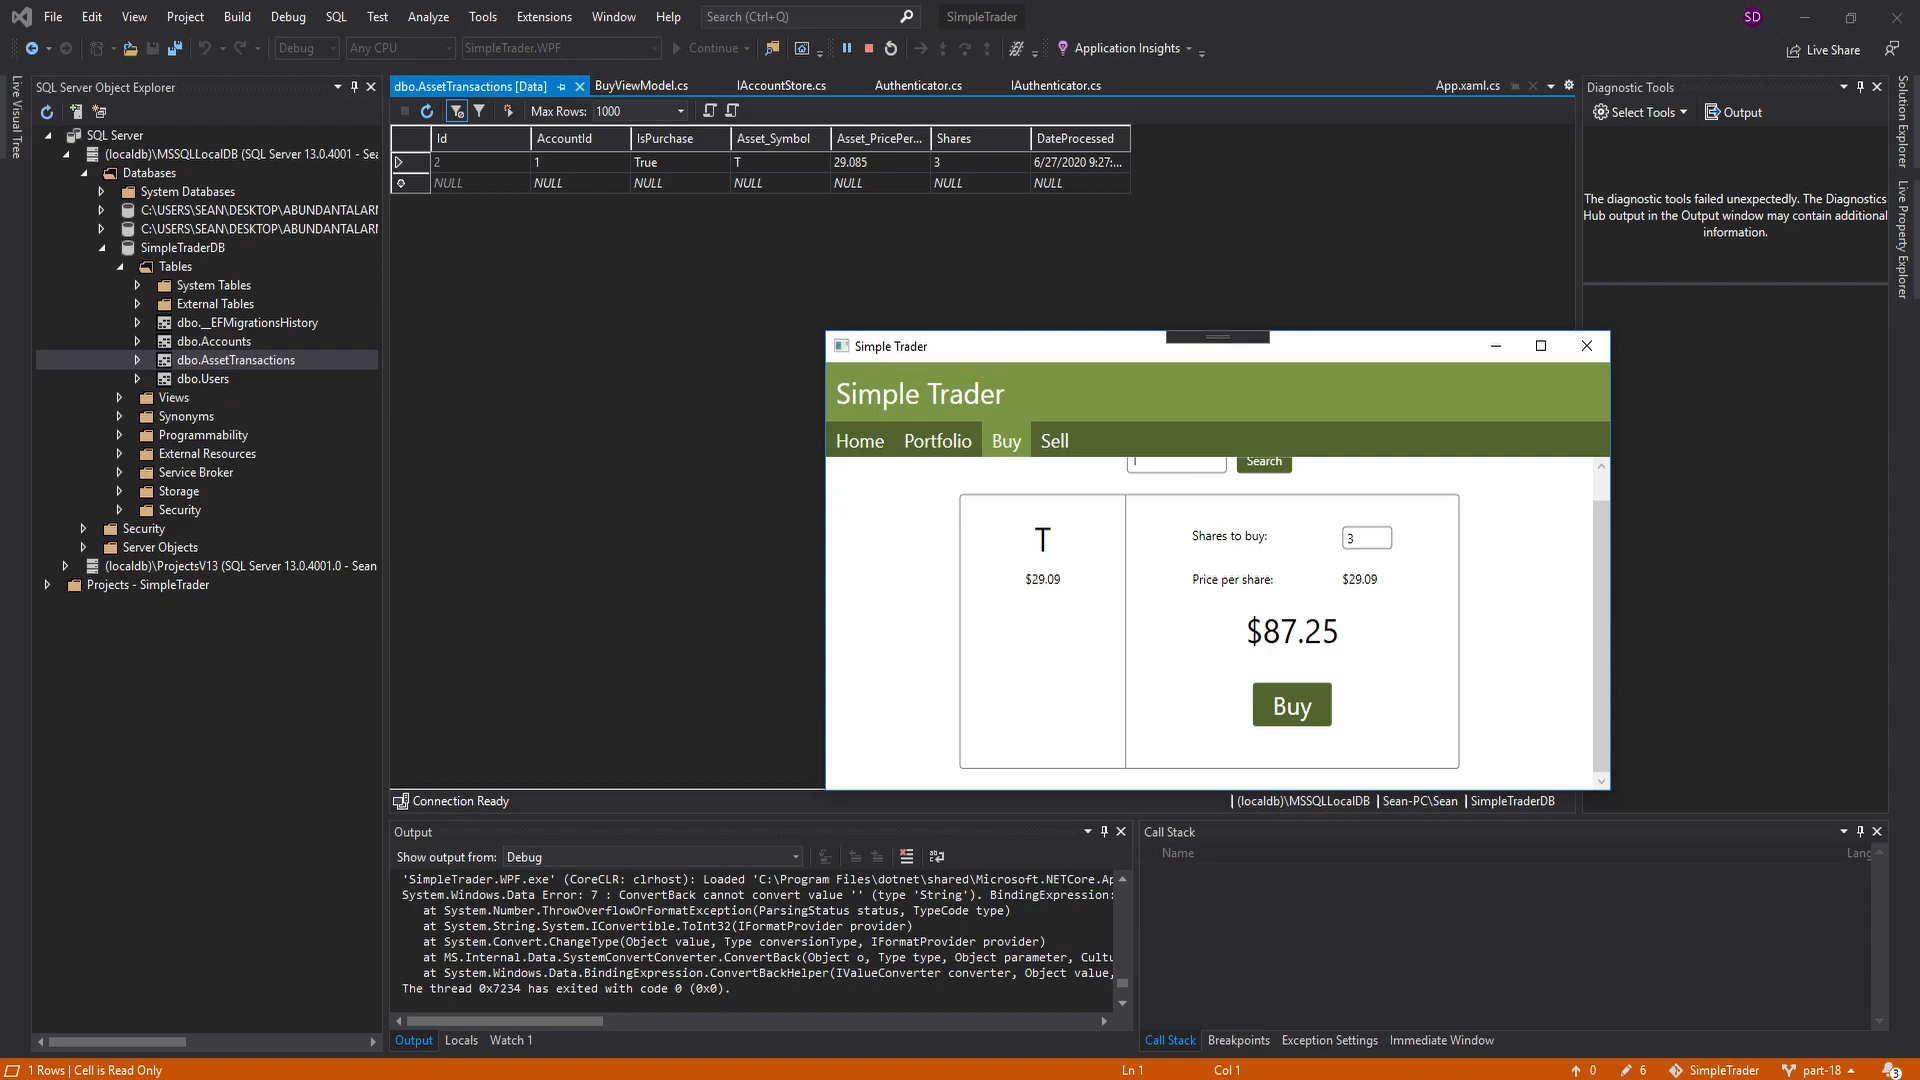 File Edit View Project Build Debug SQL Test Analyze Tools Extensions Window Help Search (Ctrl+Q) SimpleTrader SD
Debug Any CPU SimpleTrader.WPF Continue Application Insights Live Share
Live Visual Tree
SQL Server Object Explorer
SQL Server
(localdb)\MSSQLLocalDB (SQL Server 13.0.4001 - Sea
Databases
System Databases
C:\USERS\SEAN\DESKTOP\ABUNDANTALARM
C:\USERS\SEAN\DESKTOP\ABUNDANTALARM
SimpleTraderDB
Tables
System Tables
External Tables
dbo.__EFMigrationsHistory
dbo.Accounts
dbo.AssetTransactions
dbo.Users
Views
Synonyms
Programmability
External Resources
Service Broker
Storage
Security
Security
Server Objects
(localdb)\ProjectsV13 (SQL Server 13.0.4001.0 - Sean
Projects - SimpleTrader
dbo.AssetTransactions [Data] BuyViewModel.cs IAccountStore.cs Authenticator.cs IAuthenticator.cs App.xaml.cs
Max Rows: 1000
Id AccountId IsPurchase Asset_Symbol Asset_PricePer... Shares DateProcessed
2 1 True T 29.085 3 6/27/2020 9:27:...
NULL NULL NULL NULL NULL NULL NULL
Connection Ready (localdb)\MSSQLLocalDB Sean-PC\Sean SimpleTraderDB
Simple Trader
Simple Trader
Home Portfolio Buy Sell
Search
T
$29.09
Shares to buy: 3
Price per share: $29.09
$87.25
Buy
Diagnostic Tools
Select Tools Output
The diagnostic tools failed unexpectedly. The Diagnostics
Hub output in the Output window may contain additional
information.
Solution Explorer
Live Property Explorer
Output
Show output from: Debug
'SimpleTrader.WPF.exe' (CoreCLR: clrhost): Loaded 'C:\Program Files\dotnet\shared\Microsoft.NETCore.Ap
System.Windows.Data Error: 7 : ConvertBack cannot convert value '' (type 'String'). BindingExpression:
at System.Number.ThrowOverflowOrFormatException(ParsingStatus status, TypeCode type)
at System.String.System.IConvertible.ToInt32(IFormatProvider provider)
at System.Convert.ChangeType(Object value, Type conversionType, IFormatProvider provider)
at MS.Internal.Data.SystemConvertConverter.ConvertBack(Object o, Type type, Object parameter, Cultu
at System.Windows.Data.BindingExpression.ConvertBackHelper(IValueConverter converter, Object value,
The thread 0x7234 has exited with code 0 (0x0).
Output Locals Watch 1
Call Stack
Name Lang
Call Stack Breakpoints Exception Settings Immediate Window
1 Rows | Cell is Read Only Ln 1 Col 1 0 6 SimpleTrader part-18 3